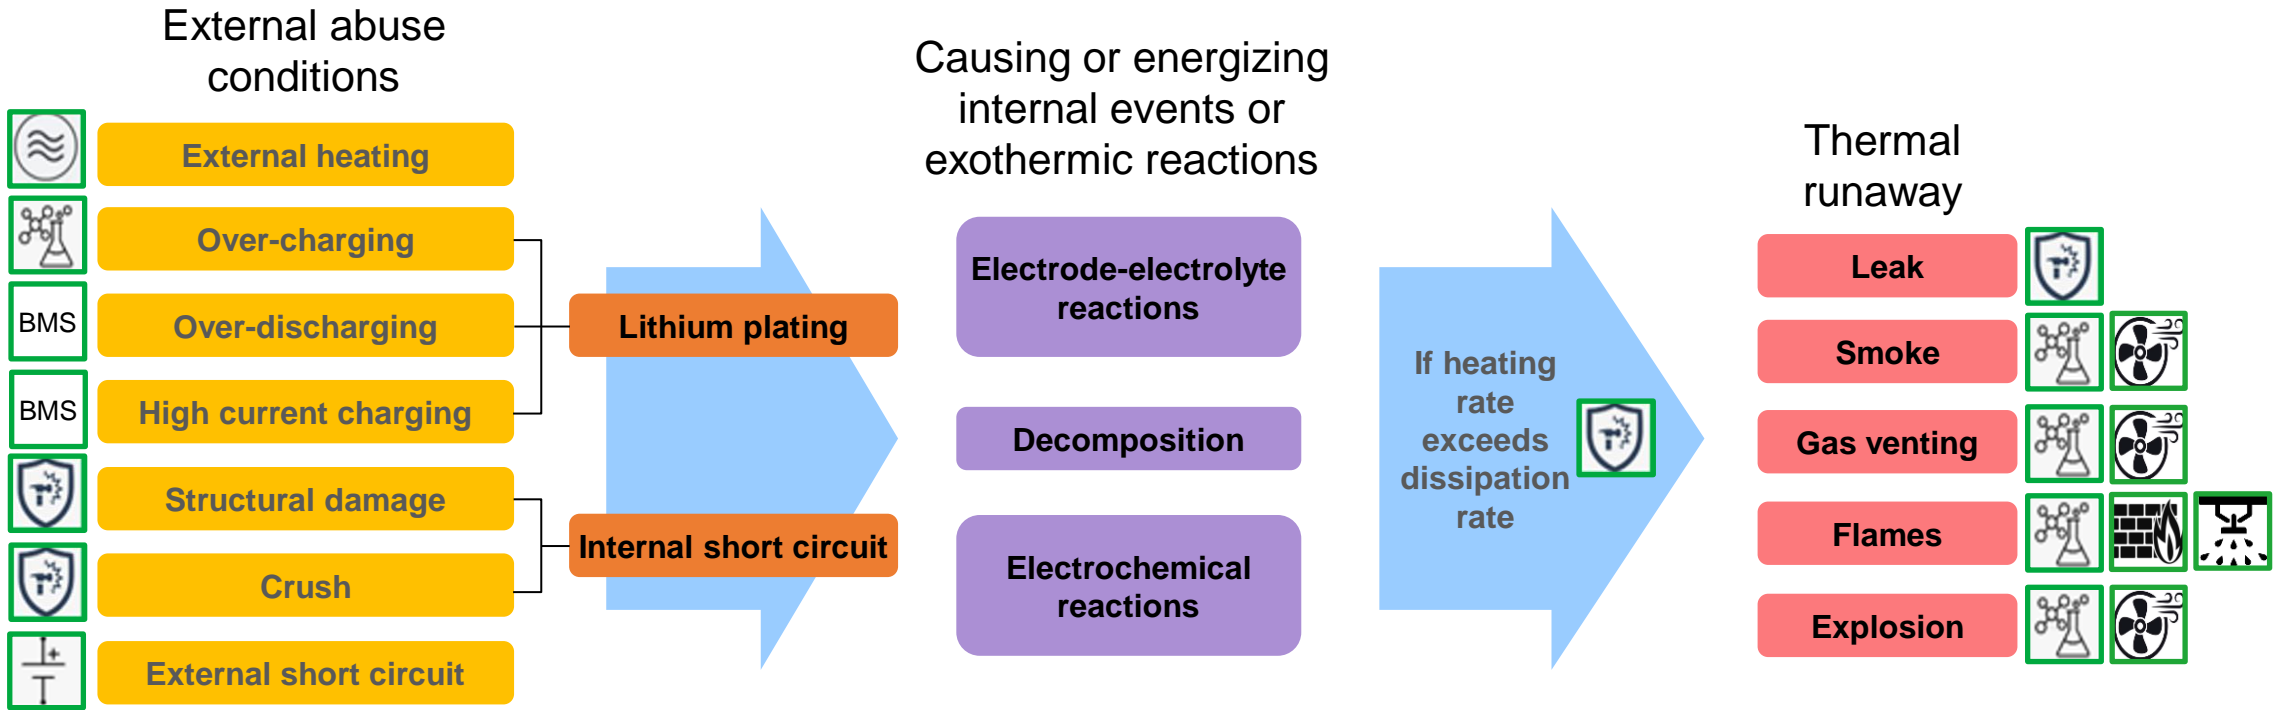 External abuse
conditions
External heating
Over-charging
BMS
Over-discharging
BMS
High current charging
Structural damage
Crush
External short circuit
Lithium plating
Internal short circuit
Causing or energizing
internal events or
exothermic reactions
Electrode-electrolyte
reactions
Decomposition
Electrochemical
reactions
If heating
rate
exceeds
dissipation
rate
Thermal
runaway
Leak
Smoke
Gas venting
Flames
Explosion